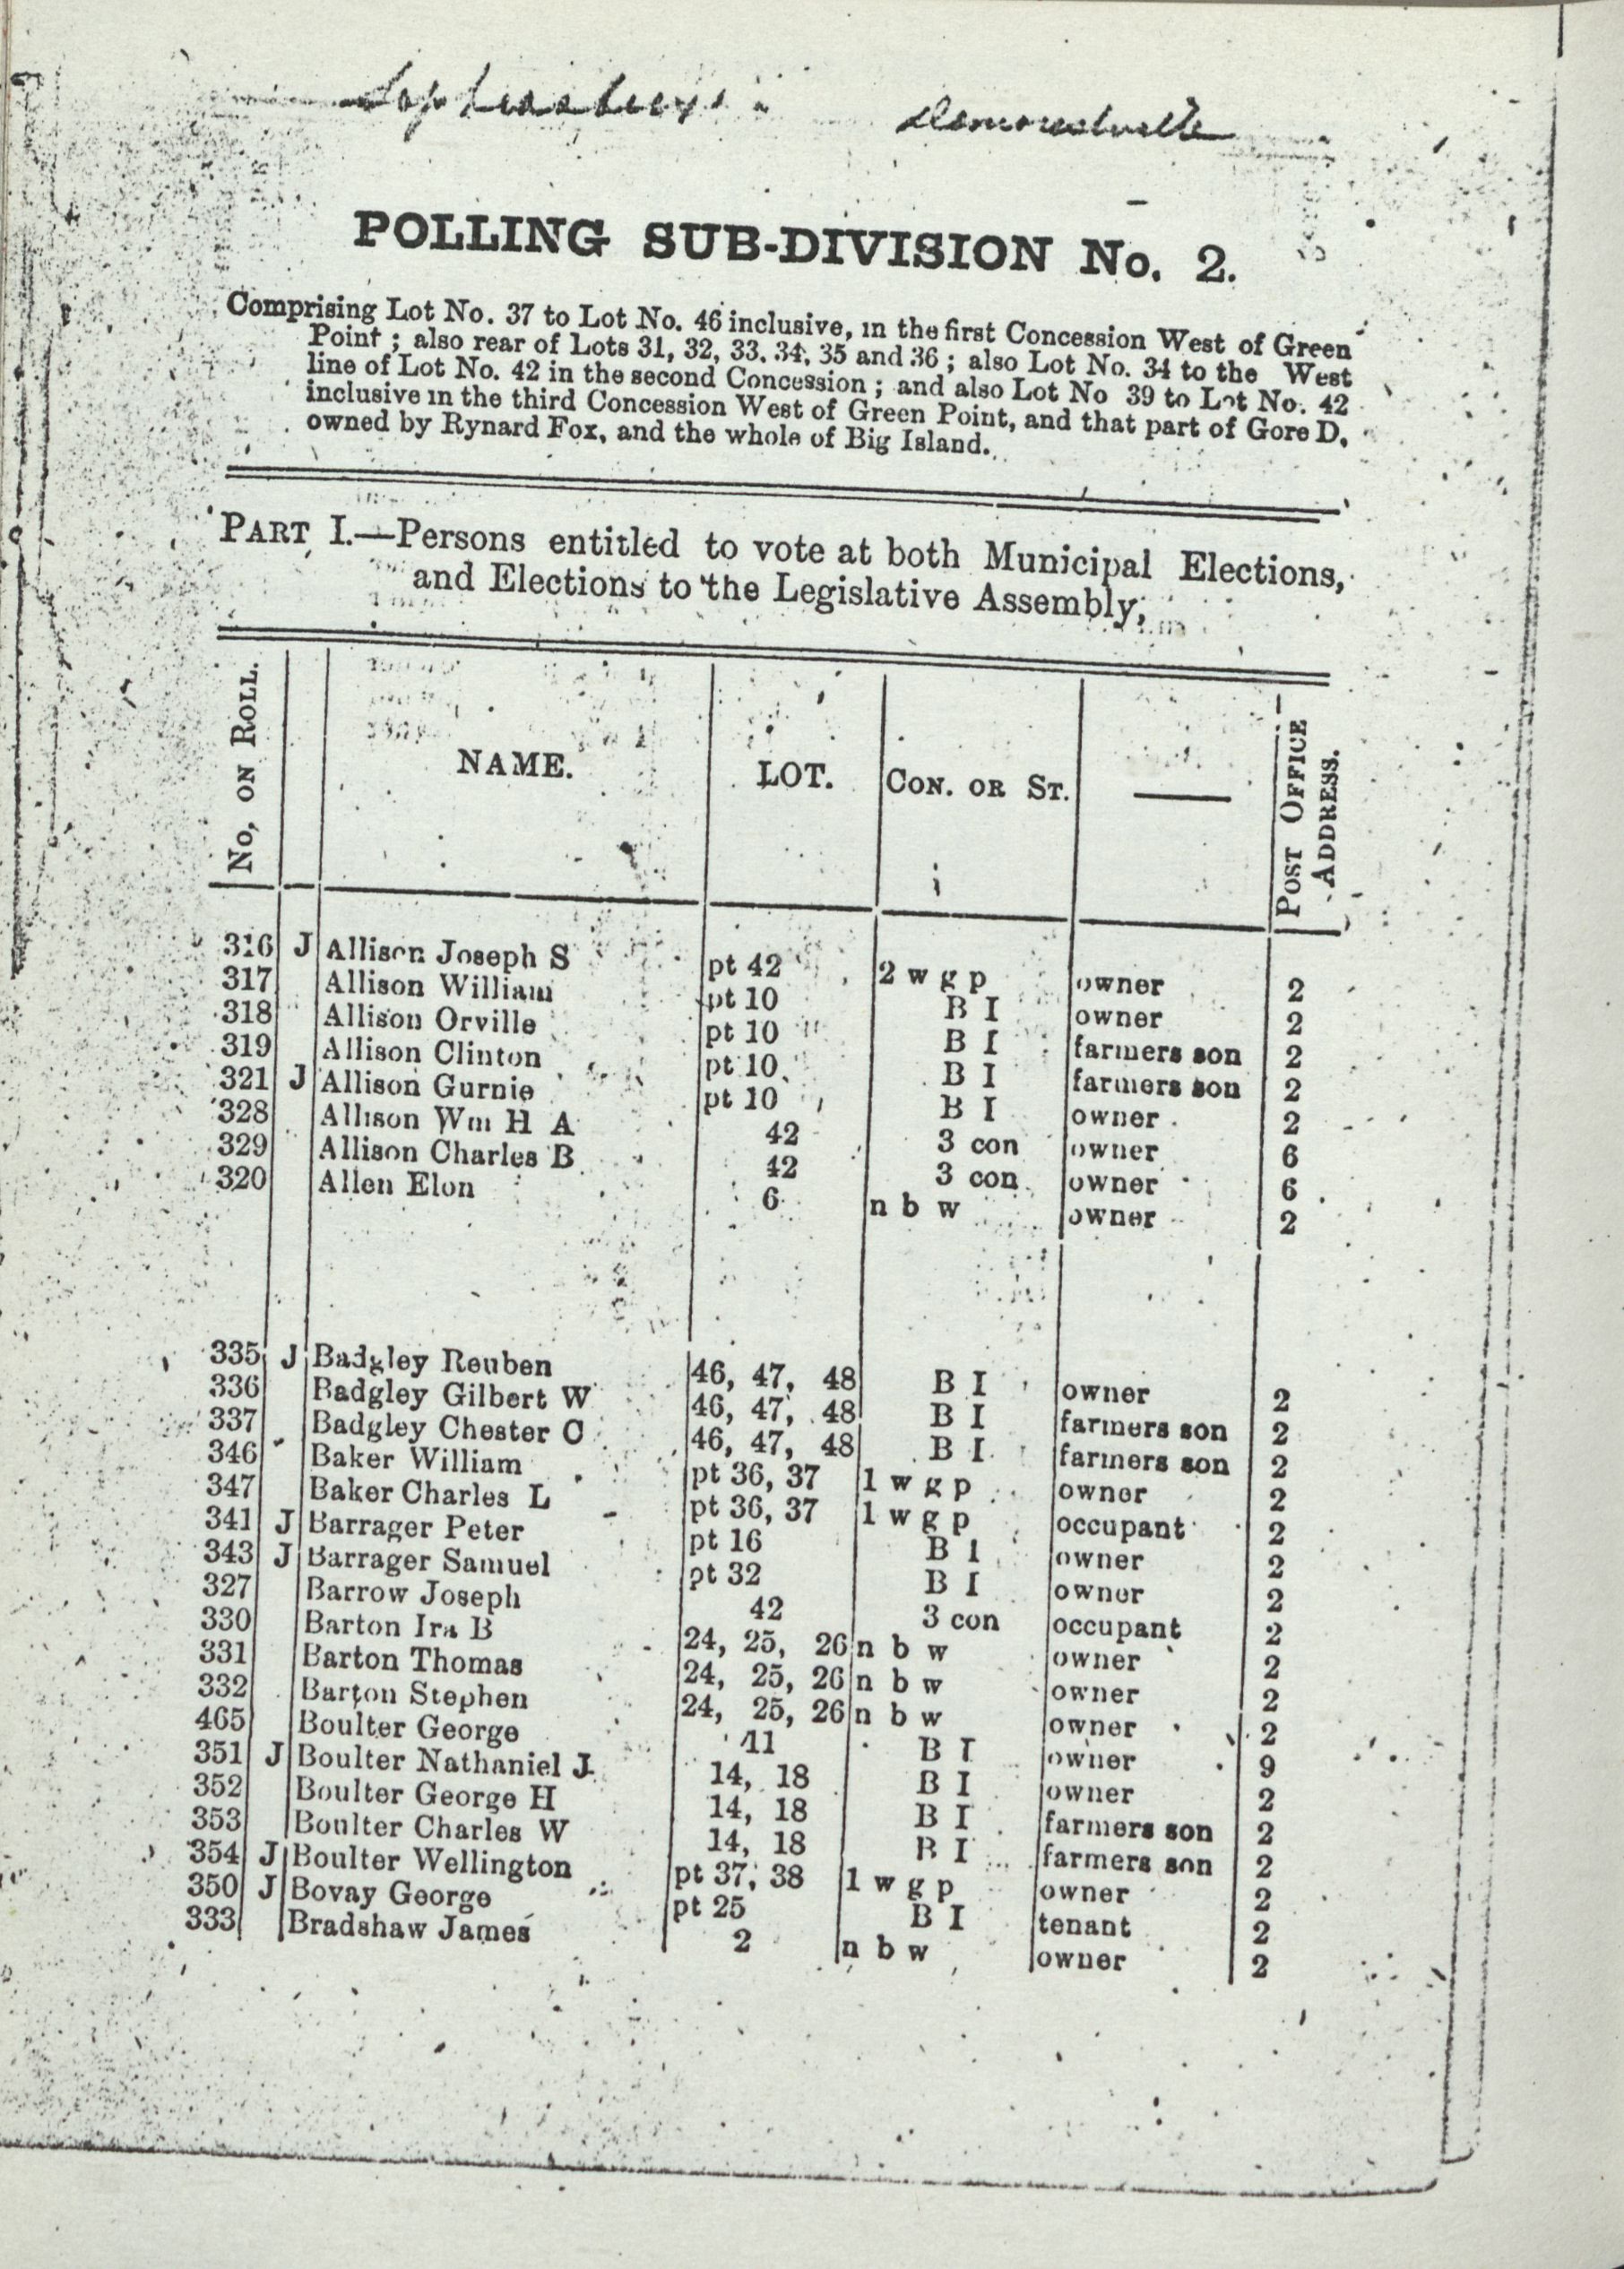 Sophiasburgh Demorestville
POLLING SUB-DIVISION No. 2.
Comprising Lot No. 37 to Lot No. 46 inclusive, in the first Concession West of Green
Point ; also rear of Lots 31, 32, 33, 34, 35 and 36 ; also Lot No. 34 to the West
line of Lot No. 42 in the second Concession ; and also Lot No 39 to Lot No. 42
inclusive in the third Concession West of Green Point, and that part of Gore D,
owned by Rynard Fox, and the whole of Big Island.
PART I.—Persons entitled to vote at both Municipal Elections,
and Elections to the Legislative Assembly,
No, ON ROLL. NAME. LOT. CON. OR ST. —— POST OFFICE ADDRESS.
316 J Allison Joseph S pt 42 2 w g p owner 2
317 Allison William pt 10 B I owner 2
318 Allison Orville pt 10 B I farmers son 2
319 Allison Clinton pt 10 B I farmers son 2
321 J Allison Gurnie pt 10 B I owner 2
328 Allison Wm H A 42 3 con owner 6
329 Allison Charles B 42 3 con owner 6
320 Allen Elon 6 n b w owner 2
335 J Badgley Reuben 46, 47, 48 B I owner 2
336 Badgley Gilbert W 46, 47, 48 B I farmers son 2
337 Badgley Chester C 46, 47, 48 B I farmers son 2
346 Baker William pt 36, 37 1 w g p owner 2
347 Baker Charles L pt 36, 37 1 w g p occupant 2
341 J Barrager Peter pt 16 B I owner 2
343 J Barrager Samuel pt 32 B I owner 2
327 Barrow Joseph 42 3 con occupant 2
330 Barton Ira B 24, 25, 26 n b w owner 2
331 Barton Thomas 24, 25, 26 n b w owner 2
332 Barton Stephen 24, 25, 26 n b w owner 2
465 Boulter George 11 B I owner 9
351 J Boulter Nathaniel J 14, 18 B I owner 2
352 Boulter George H 14, 18 B I farmers son 2
353 Boulter Charles W 14, 18 B I farmers son 2
354 J Boulter Wellington pt 37, 38 1 w g p owner 2
350 J Bovay George pt 25 B I tenant 2
333 Bradshaw James 2 n b w owner 2